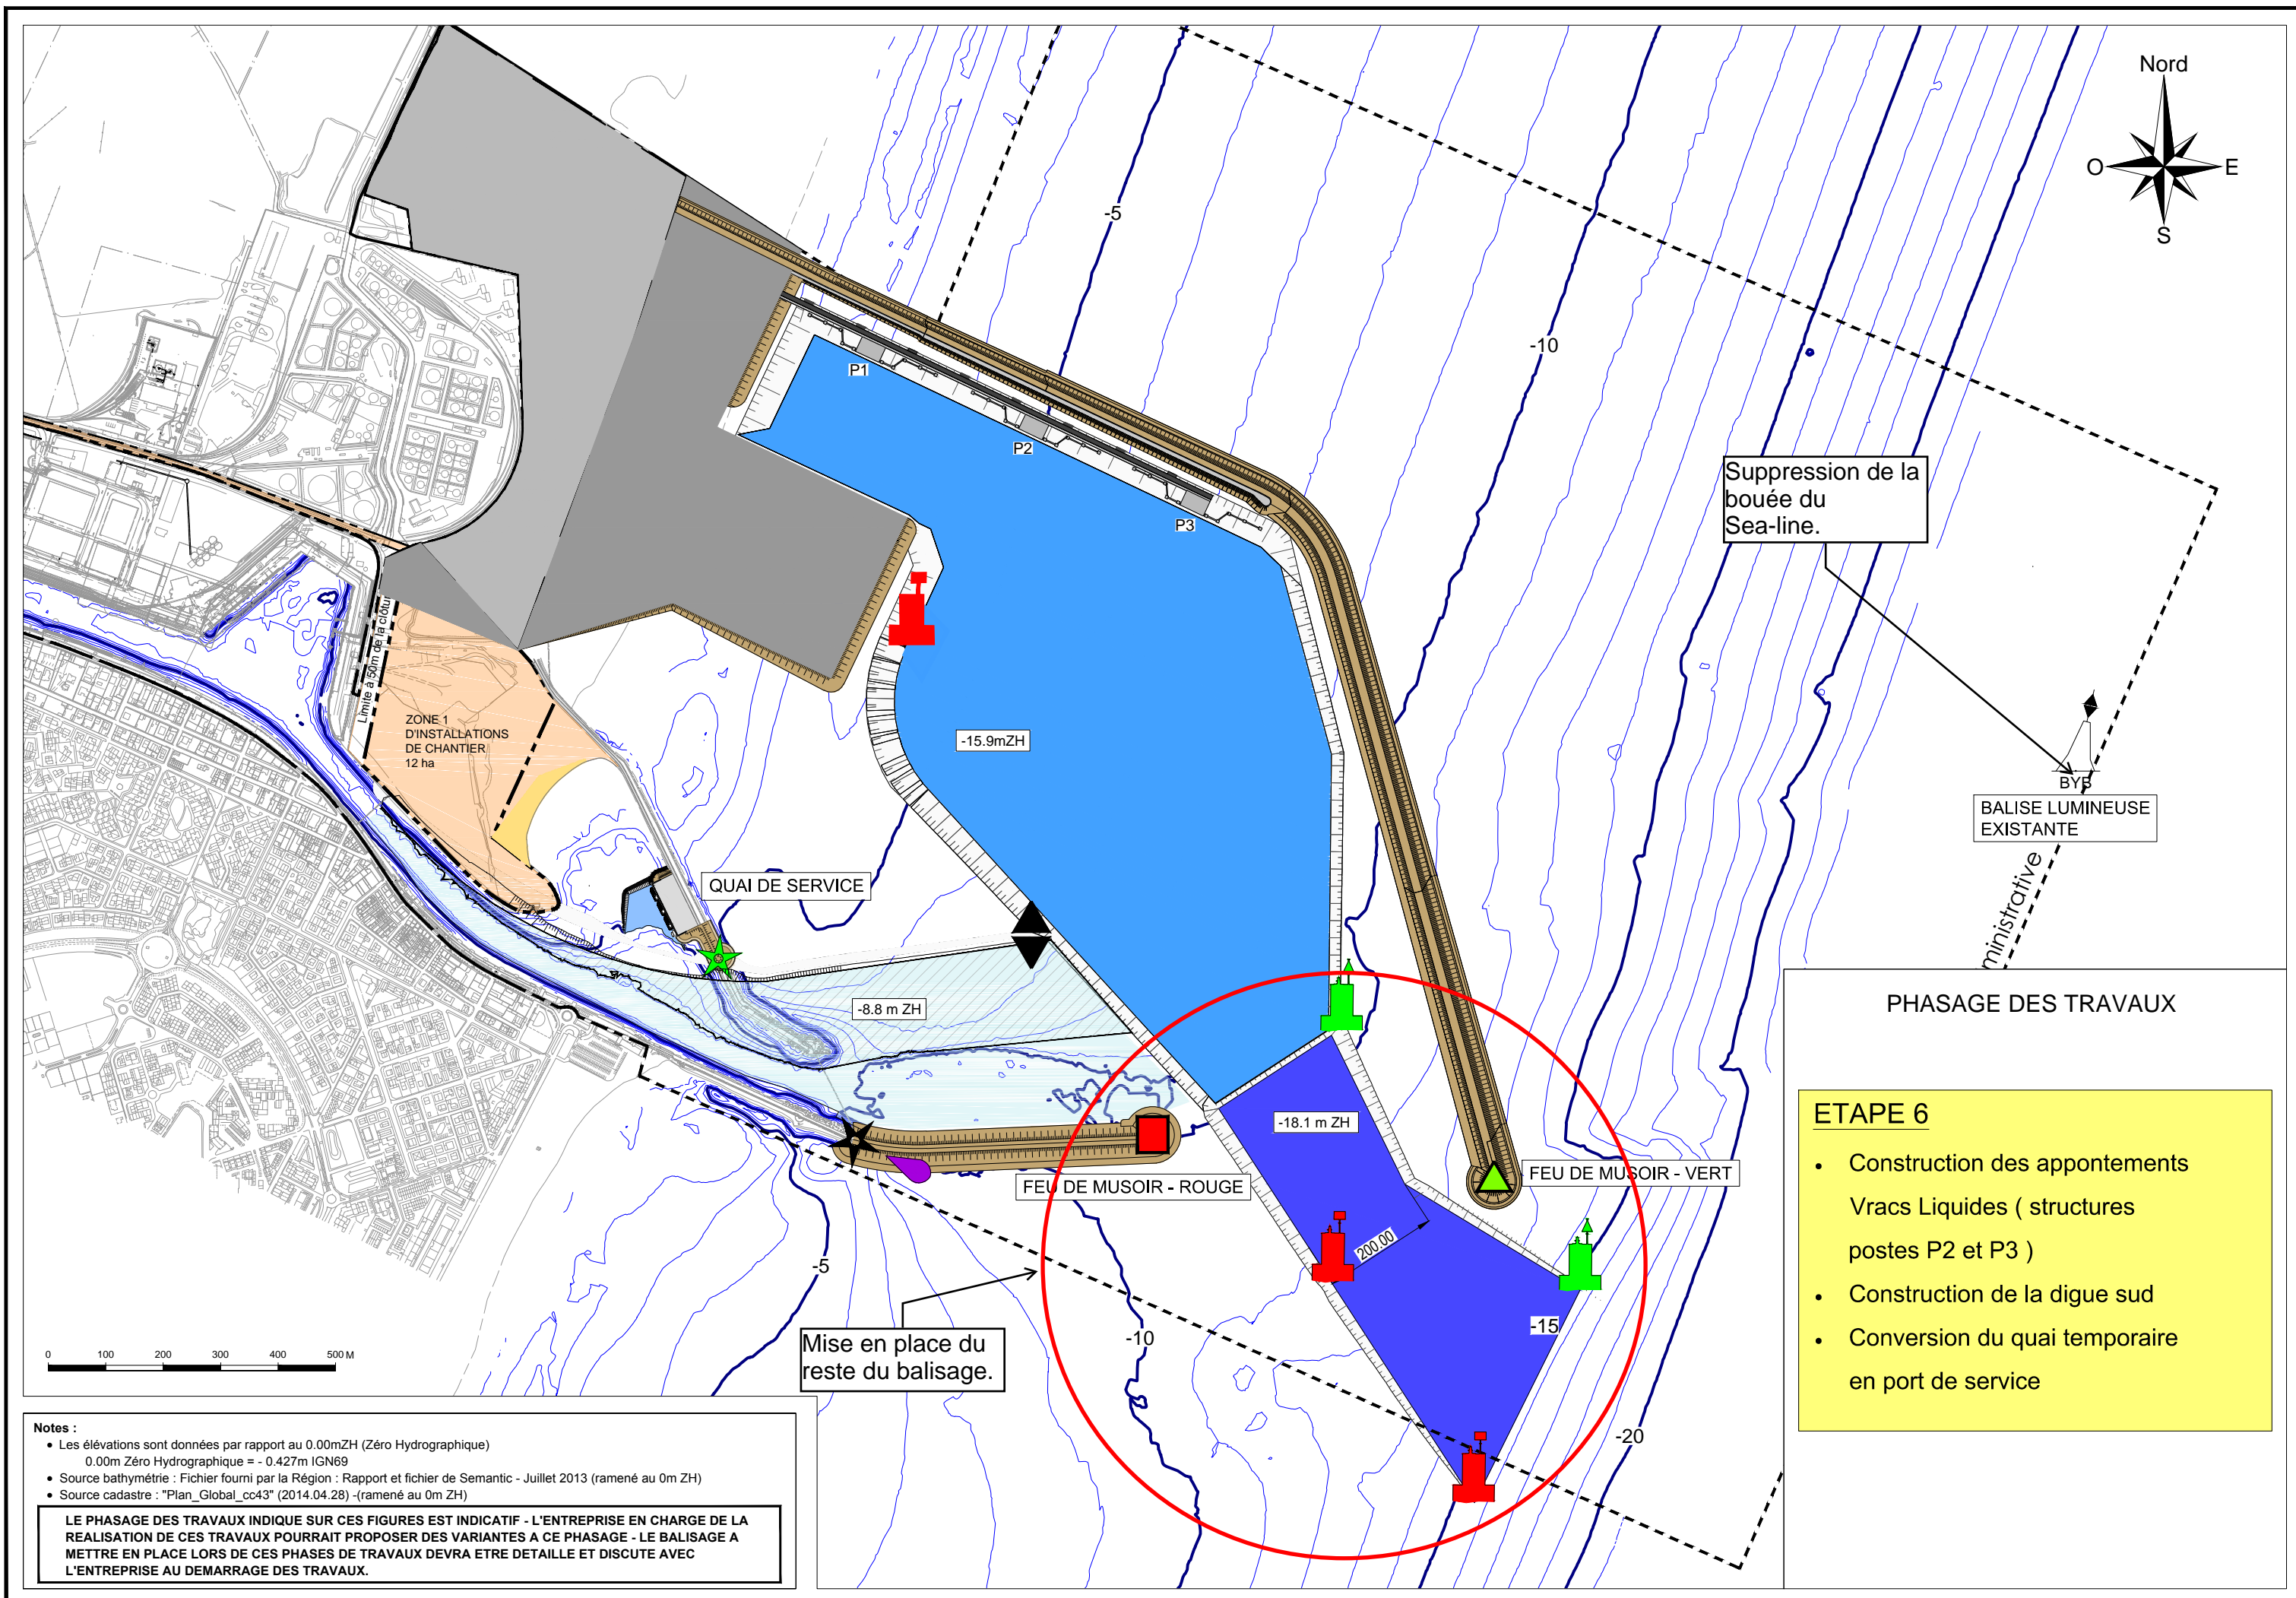 Nord
O
E
S
-5
-10
P1
P2
P3
Suppression de la
bouée du
Sea-line.
BYB
BALISE LUMINEUSE
EXISTANTE
ministrative
Limite à 50m de la clôtur
ZONE 1
D'INSTALLATIONS
DE CHANTIER
12 ha
-15.9mZH
QUAI DE SERVICE
-8.8 m ZH
-18.1 m ZH
FEU DE MUSOIR - ROUGE
FEU DE MUSOIR - VERT
200.00
-5
-10
-15
-20
Mise en place du
reste du balisage.
0 100 200 300 400 500 M
PHASAGE DES TRAVAUX
ETAPE 6
• Construction des appontements
Vracs Liquides ( structures
postes P2 et P3 )
• Construction de la digue sud
• Conversion du quai temporaire
en port de service
Notes :
• Les élévations sont données par rapport au 0.00mZH (Zéro Hydrographique)
0.00m Zéro Hydrographique = - 0.427m IGN69
• Source bathymétrie : Fichier fourni par la Région : Rapport et fichier de Semantic - Juillet 2013 (ramené au 0m ZH)
• Source cadastre : "Plan_Global_cc43" (2014.04.28) -(ramené au 0m ZH)
LE PHASAGE DES TRAVAUX INDIQUE SUR CES FIGURES EST INDICATIF - L'ENTREPRISE EN CHARGE DE LA
REALISATION DE CES TRAVAUX POURRAIT PROPOSER DES VARIANTES A CE PHASAGE - LE BALISAGE A
METTRE EN PLACE LORS DE CES PHASES DE TRAVAUX DEVRA ETRE DETAILLE ET DISCUTE AVEC
L'ENTREPRISE AU DEMARRAGE DES TRAVAUX.